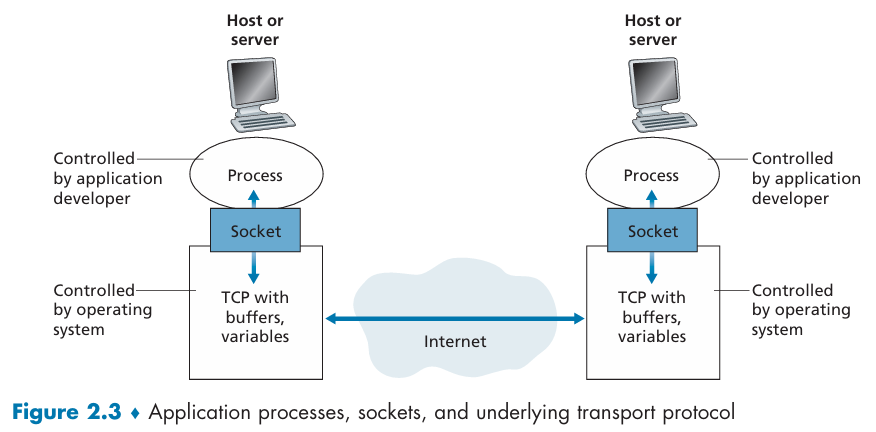 Host or
server
Host or
server
Controlled
by application
developer
Process
Process
Controlled
by application
developer
Socket
Socket
Controlled
by operating
system
TCP with
buffers,
variables
Internet
TCP with
buffers,
variables
Controlled
by operating
system
Figure 2.3 ♦ Application processes, sockets, and underlying transport protocol